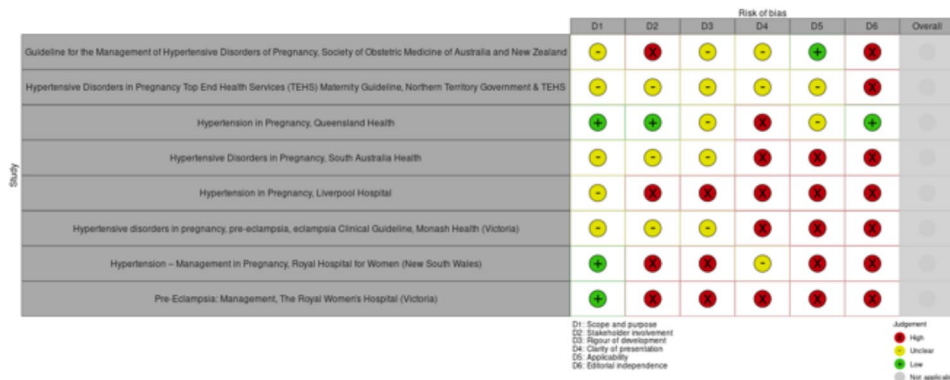 Risk of bias
D1 D2 D3 D4 D5 D6 Overall
Study
Guideline for the Management of Hypertensive Disorders of Pregnancy, Society of Obstetric Medicine of Australia and New Zealand - X - - + X
Hypertensive Disorders in Pregnancy Top End Health Services (TEHS) Maternity Guideline, Northern Territory Government & TEHS - - - - - X
Hypertension in Pregnancy, Queensland Health + + - X - +
Hypertensive Disorders in Pregnancy, South Australia Health - - - X X X
Hypertension in Pregnancy, Liverpool Hospital - X X X X X
Hypertensive disorders in pregnancy, pre-eclampsia, eclampsia Clinical Guideline, Monash Health (Victoria) - - - X X X
Hypertension – Management in Pregnancy, Royal Hospital for Women (New South Wales) + X X - X X
Pre-Eclampsia: Management, The Royal Women's Hospital (Victoria) + X X X X X
D1: Scope and purpose
D2: Stakeholder involvement
D3: Rigour of development
D4: Clarity of presentation
D5: Applicability
D6: Editorial independence
Judgement
X High
- Unclear
+ Low
Not applicable